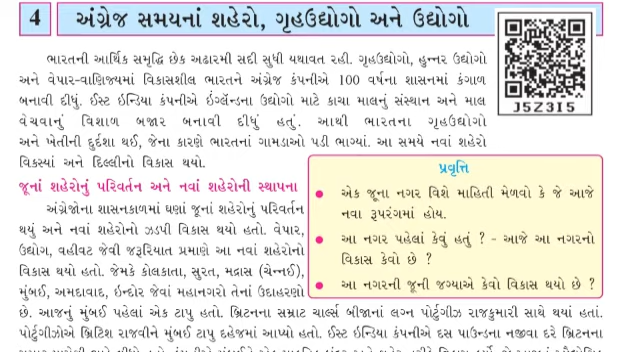 4
અંગ્રેજ સમયનાં શહેરો, ગૃહઉદ્યોગો અને ઉદ્યોગો
J5Z3I5
ભારતની આર્થિક સમૃદ્ધિ છેક અઢારમી સદી સુધી યથાવત રહી. ગૃહઉદ્યોગો, હુન્નર ઉદ્યોગો
અને વેપાર-વાણિજ્યમાં વિકાસશીલ ભારતને અંગ્રેજ કંપનીએ 100 વર્ષના શાસનમાં કંગાળ
બનાવી દીધું. ઈસ્ટ ઇન્ડિયા કંપનીએ ઇંગ્લૅન્ડના ઉદ્યોગો માટે કાચા માલનું સંસ્થાન અને માલ
વેચવાનું વિશાળ બજાર બનાવી દીધું હતું. આથી ભારતના ગૃહઉદ્યોગો
અને ખેતીની દુર્દશા થઈ, જેના કારણે ભારતનાં ગામડાઓ પડી ભાગ્યાં. આ સમયે નવાં શહેરો
વિકસ્યાં અને દિલ્લીનો વિકાસ થયો.
જૂનાં શહેરોનું પરિવર્તન અને નવાં શહેરોની સ્થાપના
અંગ્રેજોના શાસનકાળમાં ઘણાં જૂનાં શહેરોનું પરિવર્તન
થયું અને નવાં શહેરોનો ઝડપી વિકાસ થયો હતો. વેપાર,
ઉદ્યોગ, વહીવટ જેવી જરૂરિયાત પ્રમાણે આ નવાં શહેરોનો
વિકાસ થયો હતો. જેમકે કોલકાતા, સુરત, મદ્રાસ (ચેન્નઈ),
મુંબઈ, અમદાવાદ, ઇન્દોર જેવાં મહાનગરો તેનાં ઉદાહરણો
પ્રવૃત્તિ
● એક જૂના નગર વિશે માહિતી મેળવો કે જે આજે
નવા રૂપરંગમાં હોય.
● આ નગર પહેલાં કેવું હતું ? - આજે આ નગરનો
વિકાસ કેવો છે ?
● આ નગરની જૂની જગ્યાએ કેવો વિકાસ થયો છે ?
છે. આજનું મુંબઈ પહેલાં એક ટાપુ હતો. બ્રિટનના સમ્રાટ ચાર્લ્સ બીજાનાં લગ્ન પોર્ટુગીઝ રાજકુમારી સાથે થયાં હતાં.
પોર્ટુગીઝોએ બ્રિટિશ રાજવીને મુંબઈ ટાપુ દહેજમાં આપ્યો હતો. ઈસ્ટ ઇન્ડિયા કંપનીએ દસ પાઉન્ડના નજીવા દરે બ્રિટનના